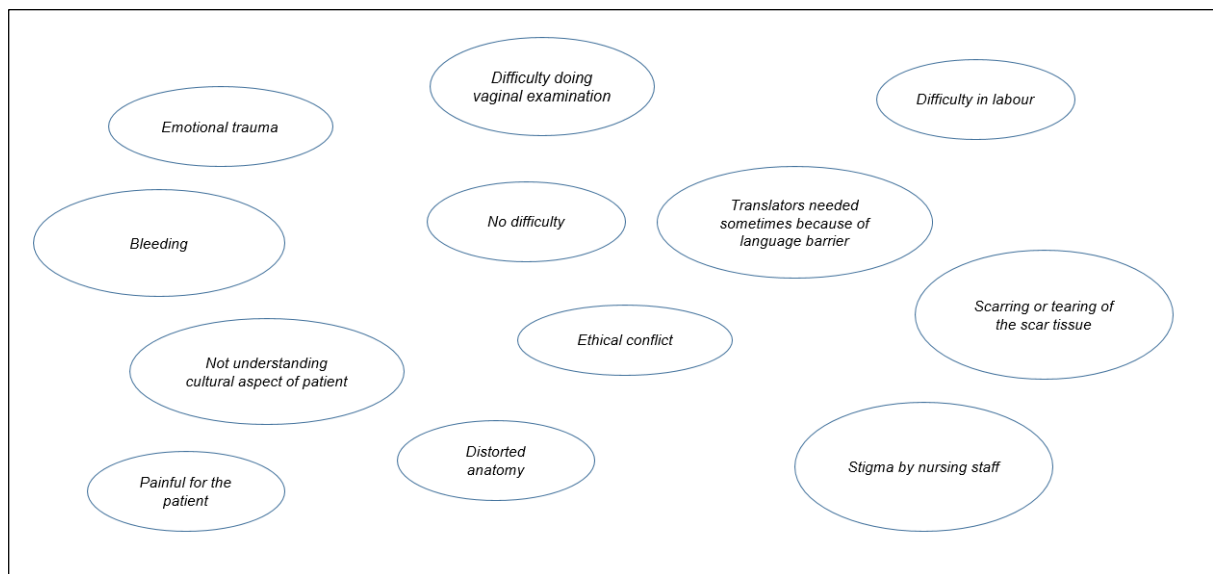 Difficulty doing
vaginal examination
Difficulty in labour
Emotional trauma
No difficulty
Translators needed
sometimes because of
language barrier
Bleeding
Scarring or tearing of
the scar tissue
Ethical conflict
Not understanding
cultural aspect of patient
Distorted
anatomy
Stigma by nursing staff
Painful for the
patient